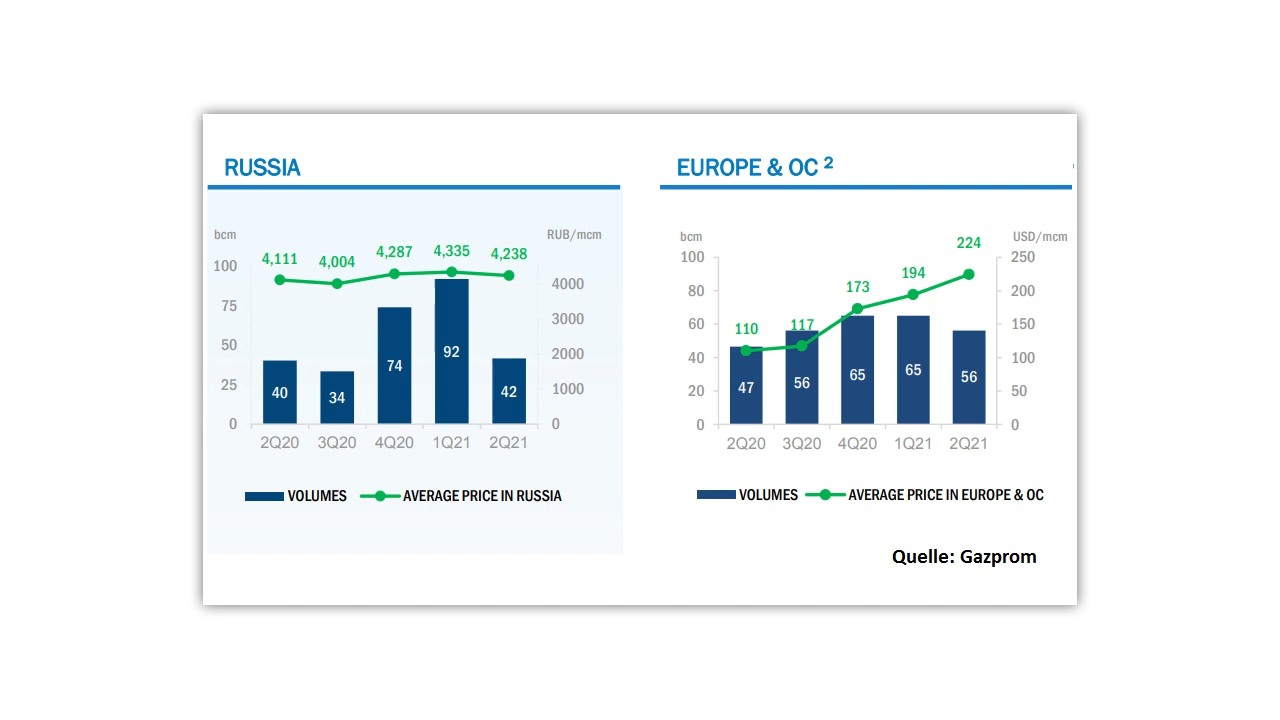 RUSSIA
bcm
RUB/mcm
4,111 4,004 4,287 4,335 4,238
100
75
50
25
0
4000
3000
2000
1000
0
40 34 74 92 42
2Q20 3Q20 4Q20 1Q21 2Q21
VOLUMES AVERAGE PRICE IN RUSSIA
EUROPE & OC ²
bcm
USD/mcm
110 117 173 194 224
100
80
60
40
20
0
250
200
150
100
50
0
47 56 65 65 56
2Q20 3Q20 4Q20 1Q21 2Q21
VOLUMES AVERAGE PRICE IN EUROPE & OC
Quelle: Gazprom